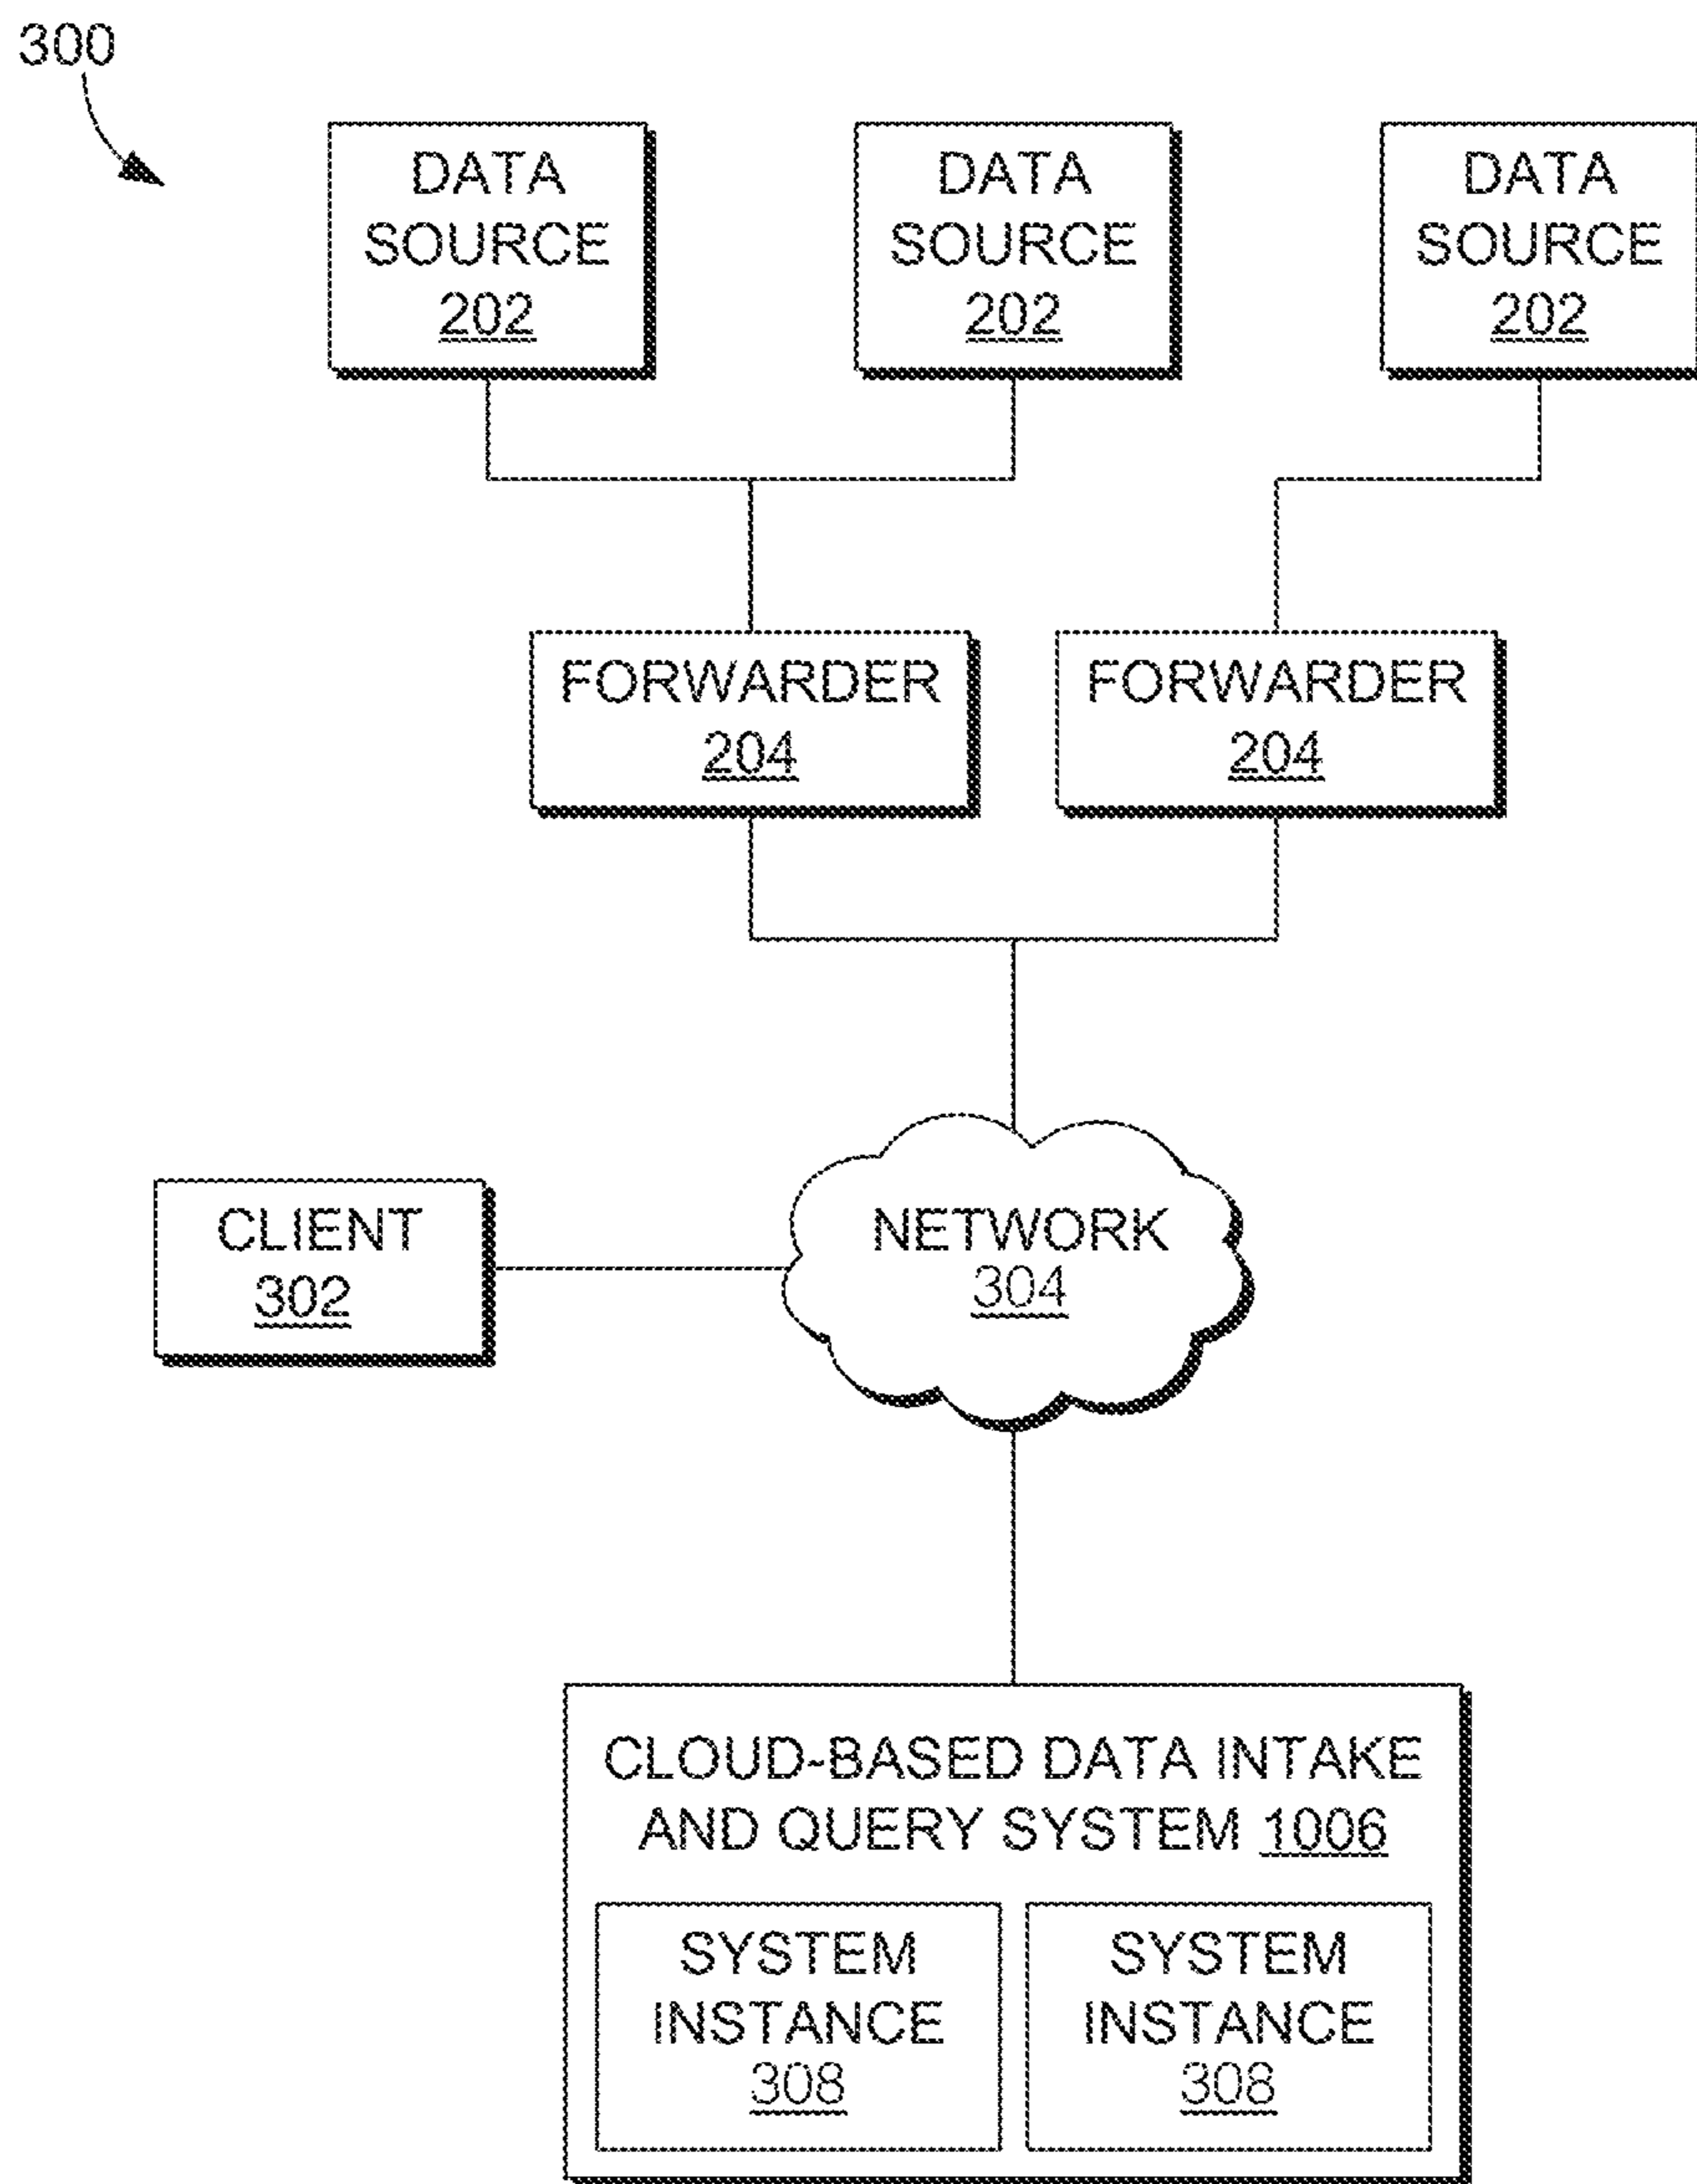 300
DATA
SOURCE
202
DATA
SOURCE
202
DATA
SOURCE
202
FORWARDER
204
FORWARDER
204
CLIENT
302
NETWORK
304
CLOUD-BASED DATA INTAKE
AND QUERY SYSTEM 1006
SYSTEM
INSTANCE
308
SYSTEM
INSTANCE
308